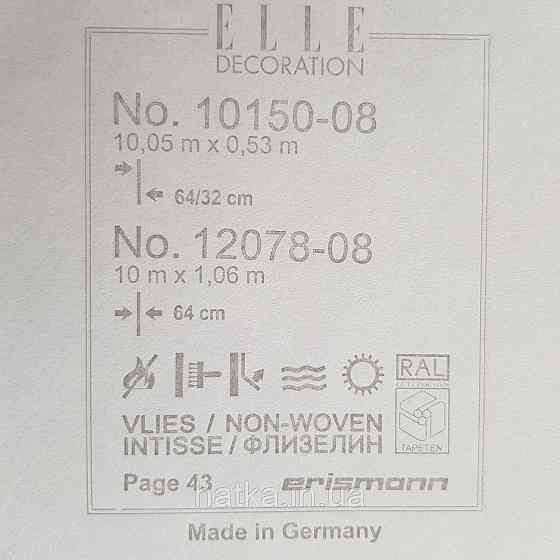 ELLE
DECORATION
No. 10150-08
10,05 m x 0,53 m
64/32 cm
No. 12078-08
10 m x 1,06 m
64 cm
RAL
VLIES / NON-WOVEN
INTISSE / ФЛИЗЕЛИН
TAPETEN
Page 43
erismann
hatka.in.ua
Made in Germany